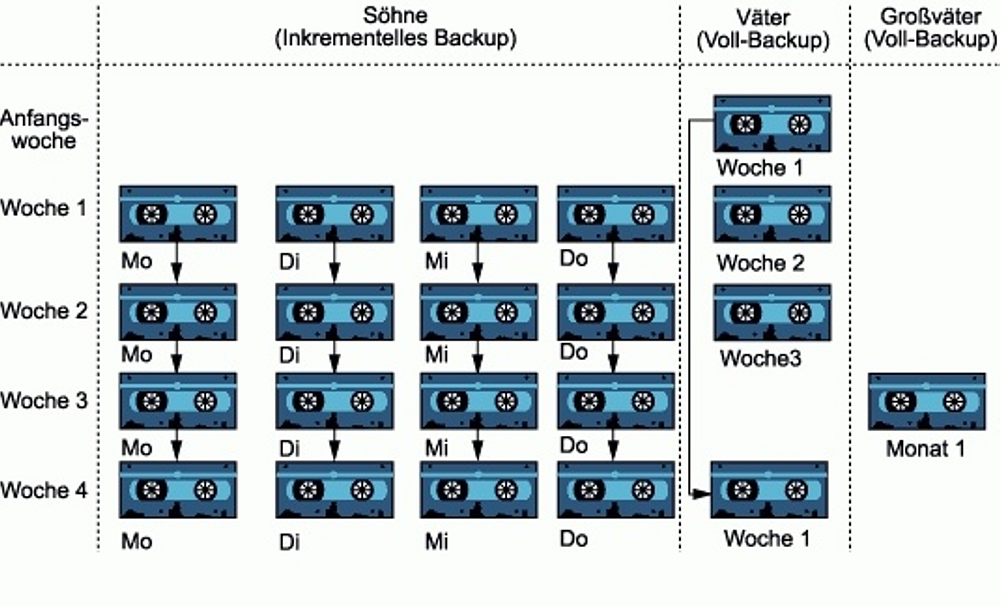 Söhne
(Inkrementelles Backup)
Väter
(Voll-Backup)
Großväter
(Voll-Backup)
Anfangs-
woche
Woche 1
Woche 1
Mo
Di
Mi
Do
Woche 2
Woche 2
Mo
Di
Mi
Do
Woche3
Woche 3
Mo
Di
Mi
Do
Monat 1
Woche 4
Mo
Di
Mi
Do
Woche 1